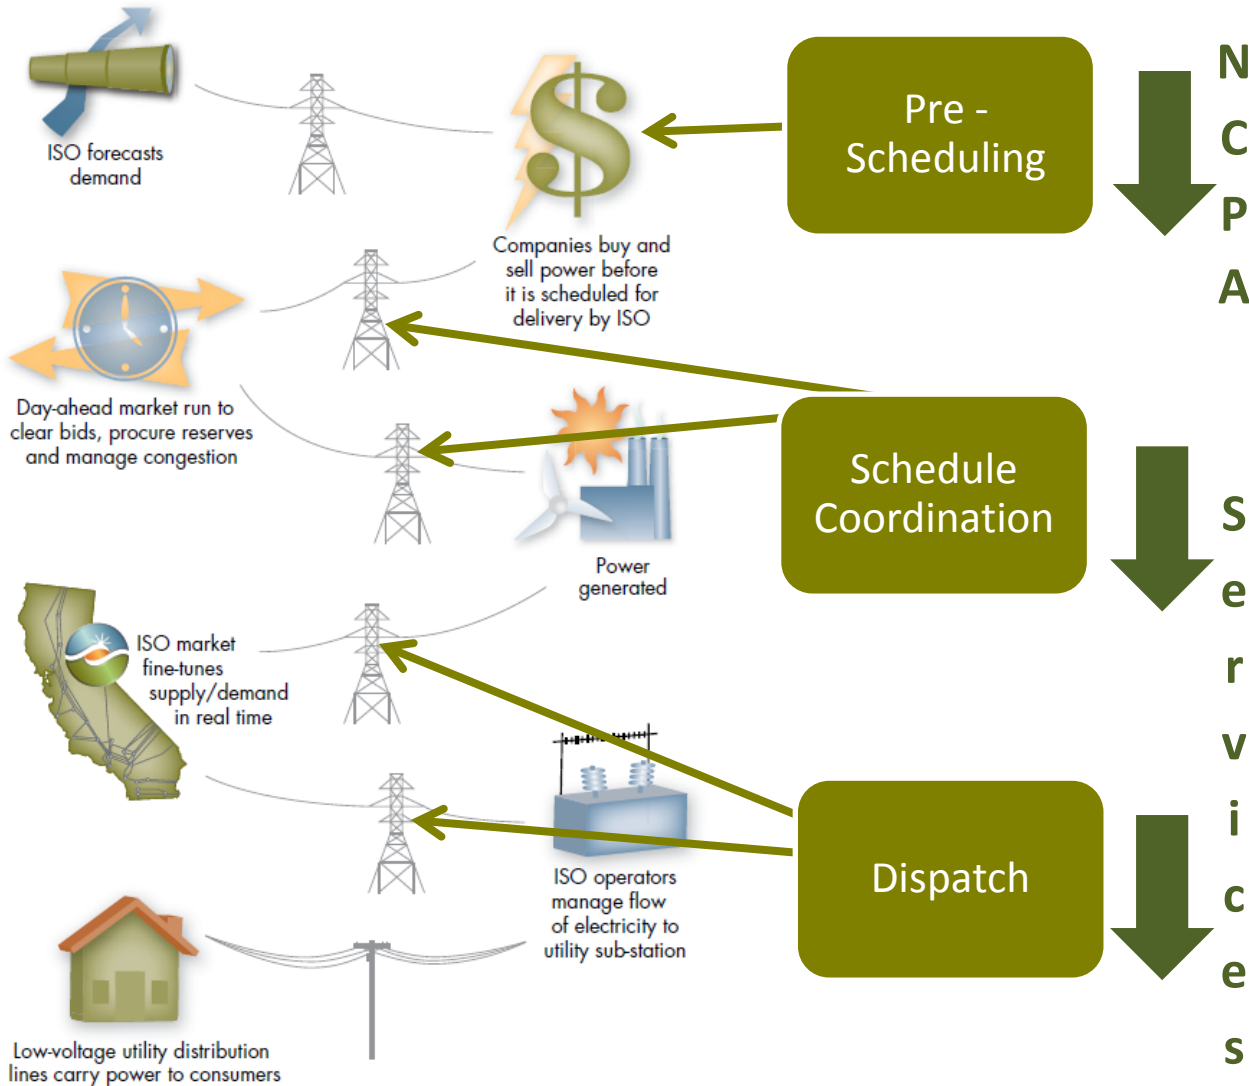 ISO forecasts
demand
Companies buy and
sell power before
it is scheduled for
delivery by ISO
Pre -
Scheduling
Day-ahead market run to
clear bids, procure reserves
and manage congestion
Power
generated
Schedule
Coordination
ISO market
fine-tunes
supply/demand
in real time
ISO operators
manage flow
of electricity to
utility sub-station
Dispatch
Low-voltage utility distribution
lines carry power to consumers
N
C
P
A
S
e
r
v
i
c
e
s